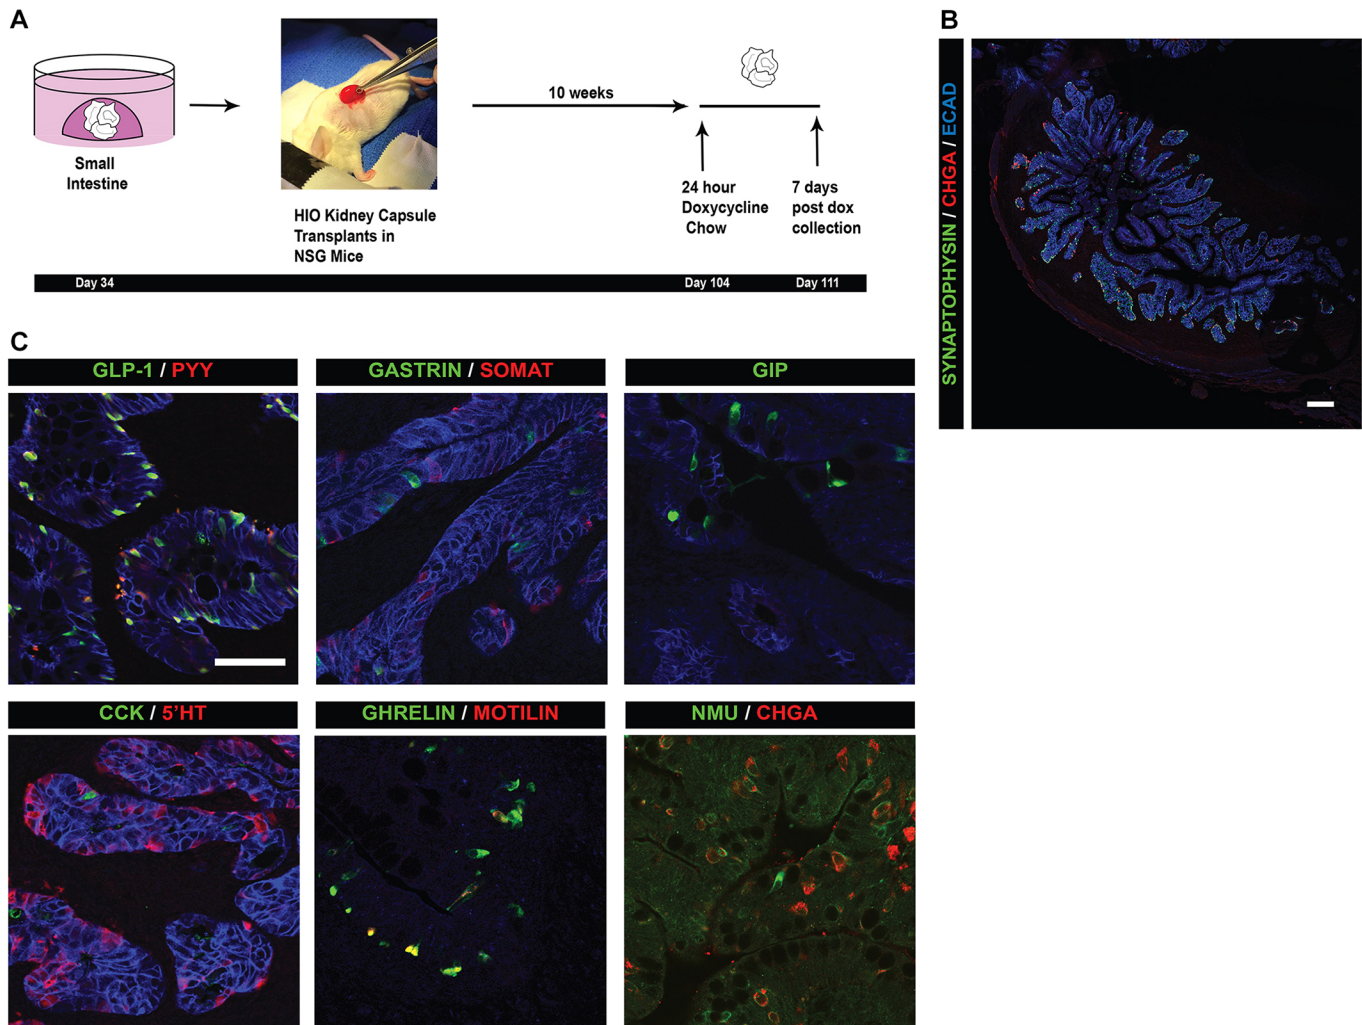 A
Small
Intestine
HIO Kidney Capsule
Transplants in
NSG Mice
10 weeks
24 hour
Doxycycline
Chow
7 days
post dox
collection
Day 34
Day 104
Day 111
B
SYNAPTOPHYSIN / CHGA / ECAD
C
GLP-1 / PYY
GASTRIN / SOMAT
GIP
CCK / 5’HT
GHRELIN / MOTILIN
NMU / CHGA